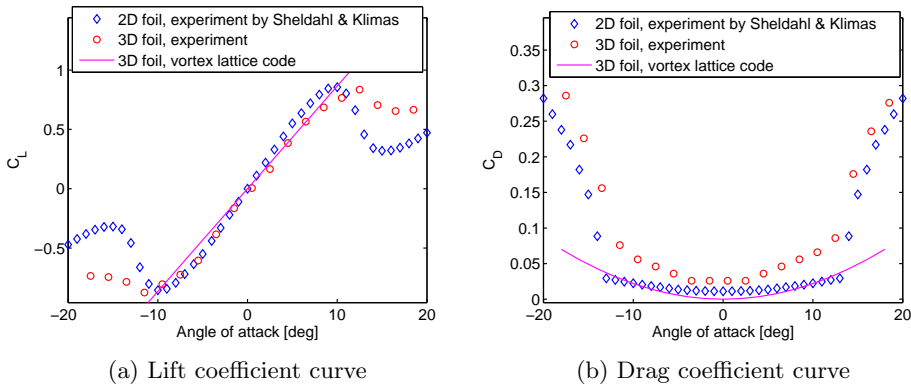 2D foil, experiment by Sheldahl & Klimas
3D foil, experiment
3D foil, vortex lattice code
1
0.5
0
−0.5
C_L
−20
−10
0
10
20
Angle of attack [deg]
(a) Lift coefficient curve
2D foil, experiment by Sheldahl & Klimas
3D foil, experiment
3D foil, vortex lattice code
0.35
0.3
0.25
0.2
0.15
0.1
0.05
0
C_D
−20
−10
0
10
20
Angle of attack [deg]
(b) Drag coefficient curve